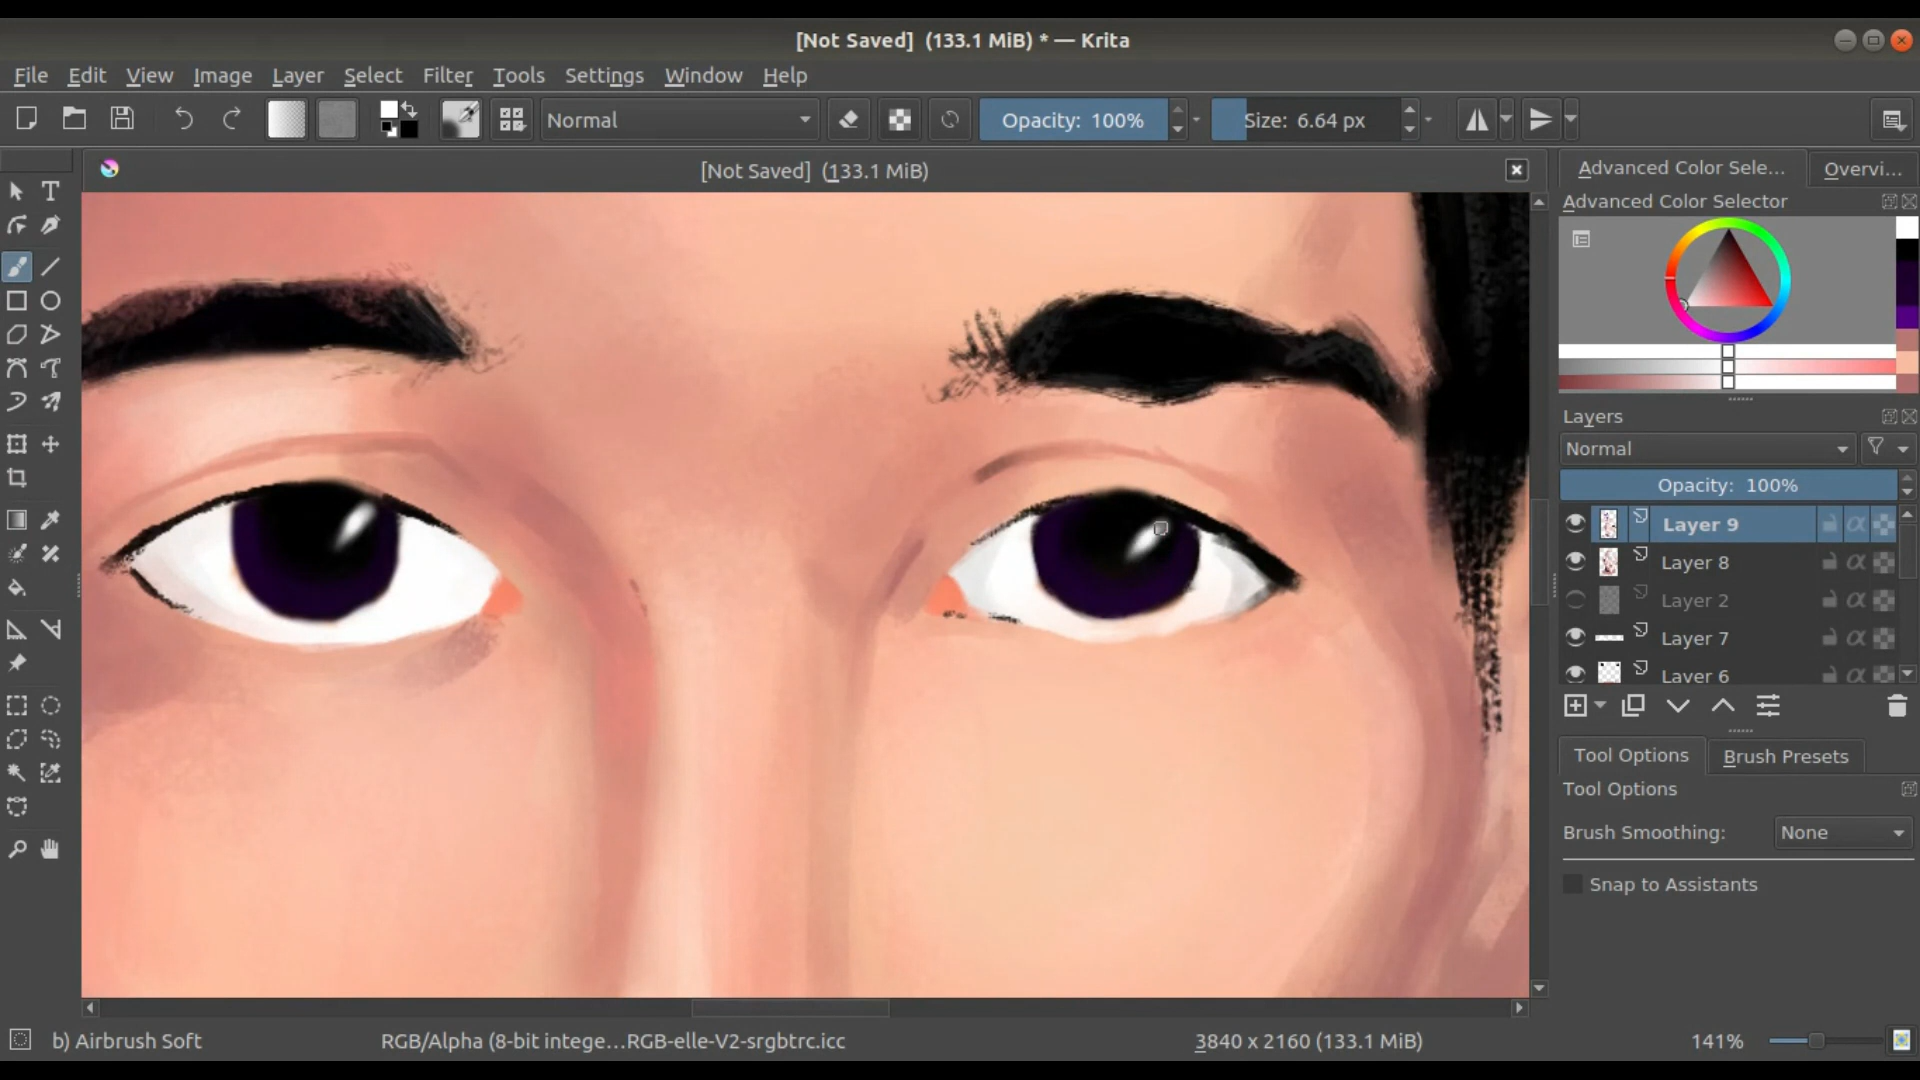 [Not Saved]  (133.1 MiB) * — Krita
File Edit View Image Layer Select Filter Tools Settings Window Help
Normal Opacity: 100% Size: 6.64 px
[Not Saved]  (133.1 MiB)
Advanced Color Sele... Overvi...
Advanced Color Selector
Layers
Normal
Opacity: 100%
Layer 9
Layer 8
Layer 2
Layer 7
Layer 6
Tool Options Brush Presets
Tool Options
Brush Smoothing: None
Snap to Assistants
b) Airbrush Soft RGB/Alpha (8-bit intege...RGB-elle-V2-srgbtrc.icc 3840 x 2160 (133.1 MiB) 141%